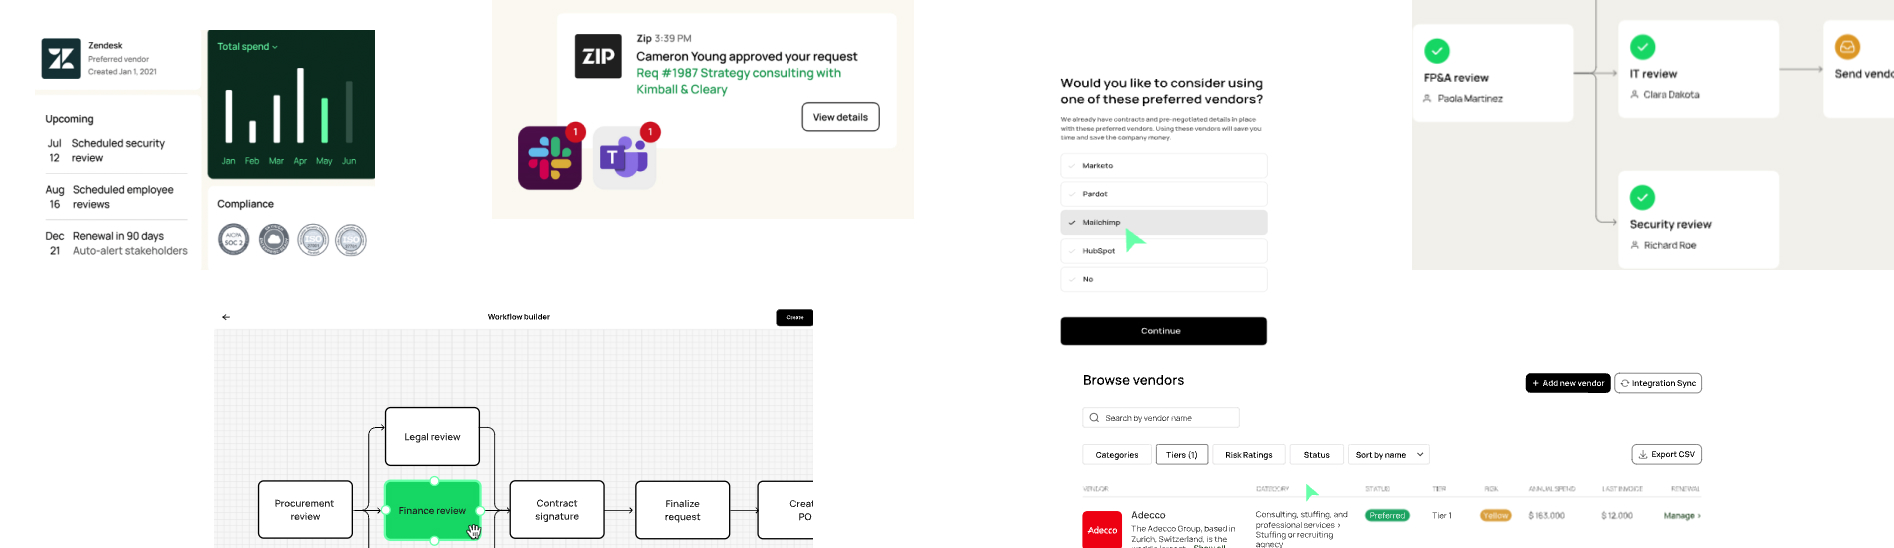 Zendesk
Preferred vendor
Created Jan 1, 2021
Upcoming
Jul 12
Scheduled security review
Aug 16
Scheduled employee reviews
Dec 21
Renewal in 90 days
Auto-alert stakeholders
Total spend
Jan Feb Mar Apr May Jun
Compliance
AICPA
SOC 2
ZIP
Zip 3:39 PM
Cameron Young approved your request
Req #1987 Strategy consulting with
Kimball & Cleary
View details
1
T
1
Would you like to consider using
one of these preferred vendors?
We already have contracts and pre-negotiated details in place
with these preferred vendors. Using these vendors will save you
time and save the company money.
Marketo
Pardot
Mailchimp
HubSpot
No
Continue
FP&A review
Paola Martinez
IT review
Clara Dakota
Send vendo
Security review
Richard Roe
Workflow builder
Create
Legal review
Procurement
review
Finance review
Contract
signature
Finalize
request
Creat
PO
Browse vendors
+ Add new vendor
Integration Sync
Search by vendor name
Categories
Tiers (1)
Risk Ratings
Status
Sort by name
Export CSV
VENDOR CATEGORY STATUS TIER RISK ANNUAL SPEND LAST INVOICE RENEWAL
Adecco
Adecco
The Adecco Group, based in
Zurich, Switzerland, is the
Consulting, stuffing, and
professional services ›
Stuffing or recruiting
agency
Preferred
Tier 1
Yellow
$ 163.000
$ 12.000
Manage ›